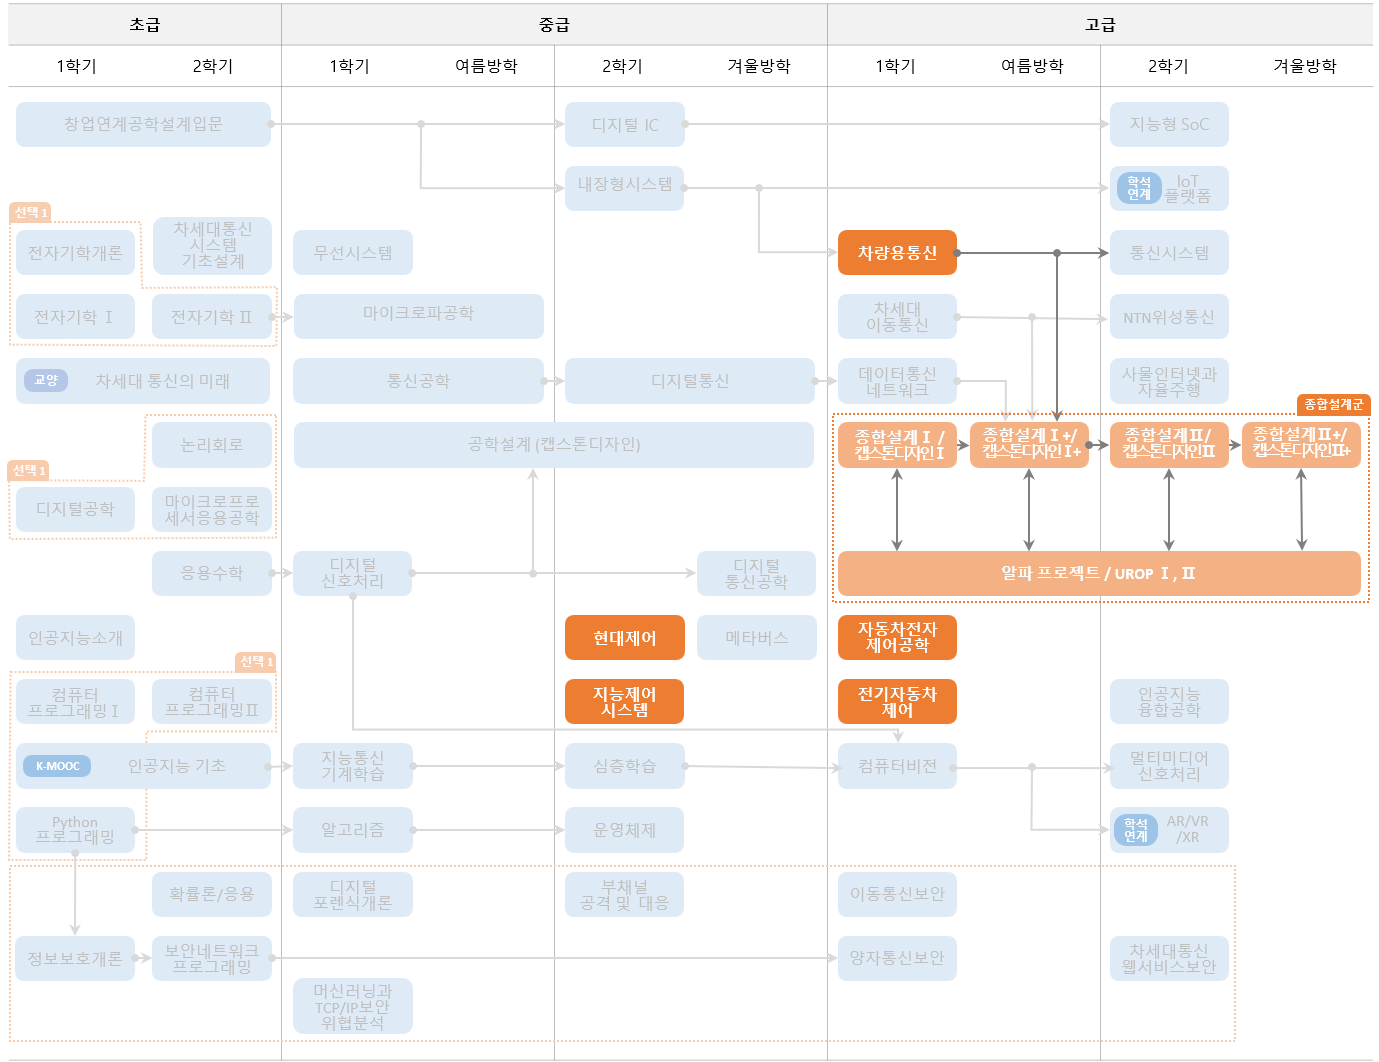 초급
중급
고급
1학기
2학기
1학기
여름방학
2학기
겨울방학
1학기
여름방학
2학기
겨울방학
창업연계공학설계입문
디지털 IC
지능형 SoC
내장형시스템
학석
연계
IoT
플랫폼
선택 1
전자기학개론
차세대통신
시스템
기초설계
무선시스템
차량용통신
통신시스템
전자기학 Ⅰ
전자기학 Ⅱ
마이크로파공학
차세대
이동통신
NTN위성통신
교양
차세대 통신의 미래
통신공학
디지털통신
데이터통신
네트워크
사물인터넷과
자율주행
종합설계군
논리회로
공학설계 (캡스톤디자인)
종합설계Ⅰ/
캡스톤디자인Ⅰ
종합설계Ⅰ+/
캡스톤디자인Ⅰ+
종합설계Ⅱ/
캡스톤디자인Ⅱ
종합설계Ⅱ+/
캡스톤디자인Ⅱ+
선택 1
디지털공학
마이크로프로
세서응용공학
응용수학
디지털
신호처리
디지털
통신공학
알파 프로젝트 / UROP Ⅰ, Ⅱ
인공지능소개
현대제어
메타버스
자동차전자
제어공학
선택 1
컴퓨터
프로그래밍Ⅰ
컴퓨터
프로그래밍Ⅱ
지능제어
시스템
전기자동차
제어
인공지능
융합공학
K-MOOC
인공지능 기초
지능통신
기계학습
심층학습
컴퓨터비전
멀티미디어
신호처리
Python
프로그래밍
알고리즘
운영체제
학석
연계
AR/VR
/XR
확률론/응용
디지털
포렌식개론
부채널
공격 및 대응
이동통신보안
정보보호개론
보안네트워크
프로그래밍
양자통신보안
차세대통신
웹서비스보안
머신러닝과
TCP/IP보안
위협분석